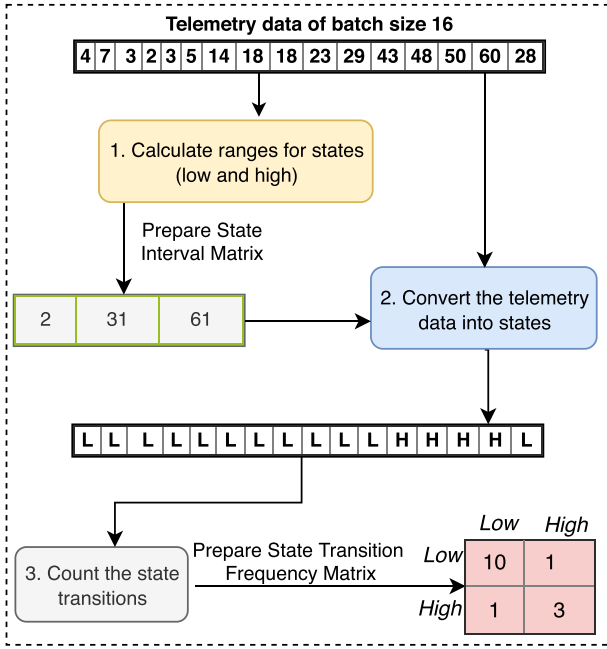 Telemetry data of batch size 16
4 7 3 2 3 5 14 18 18 23 29 43 48 50 60 28
1. Calculate ranges for states
(low and high)
Prepare State
Interval Matrix
2 31 61
2. Convert the telemetry
data into states
L L L L L L L L L L L H H H H L
Low High
Prepare State Transition
Frequency Matrix
3. Count the state
transitions
Low 10 1
High 1 3